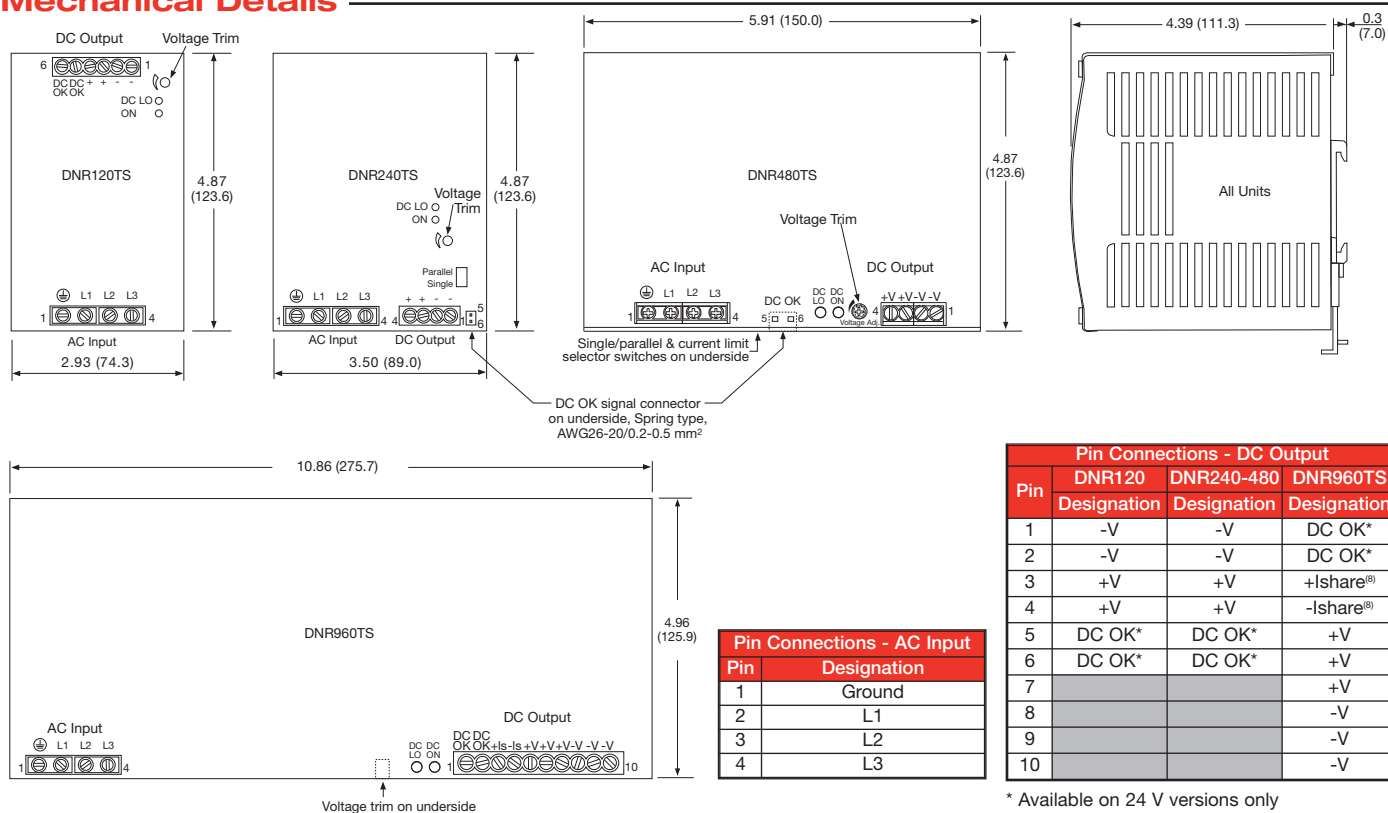 Mechanical Details
DC Output
Voltage Trim
6
1
DC DC + + - -
OK OK
DC LO
ON
DNR120TS
4.87
(123.6)
L1 L2 L3
1
4
AC Input
2.93 (74.3)
DNR240TS
Voltage
Trim
DC LO
ON
4.87
(123.6)
Parallel
Single
L1 L2 L3
+ + - -
1
4
4
1
5
6
AC Input
DC Output
3.50 (89.0)
5.91 (150.0)
DNR480TS
4.87
(123.6)
Voltage Trim
AC Input
DC Output
L1 L2 L3
1
4
DC OK
5
6
DC DC
LO ON
4
Voltage Adj.
+V +V -V -V
1
Single/parallel & current limit
selector switches on underside
DC OK signal connector
on underside, Spring type,
AWG26-20/0.2-0.5 mm²
4.39 (111.3)
0.3
(7.0)
All Units
10.86 (275.7)
DNR960TS
4.96
(125.9)
AC Input
L1 L2 L3
1
4
DC Output
DC DC
LO ON
DC DC
OK OK +Is -Is +V +V +V -V -V -V
1
10
Voltage trim on underside
Pin Connections - AC Input
Pin Designation
1 Ground
2 L1
3 L2
4 L3
Pin Connections - DC Output
Pin DNR120 DNR240-480 DNR960TS
Designation Designation Designation
1 -V -V DC OK*
2 -V -V DC OK*
3 +V +V +Ishare(8)
4 +V +V -Ishare(8)
5 DC OK* DC OK* +V
6 DC OK* DC OK* +V
7 +V
8 -V
9 -V
10 -V
* Available on 24 V versions only